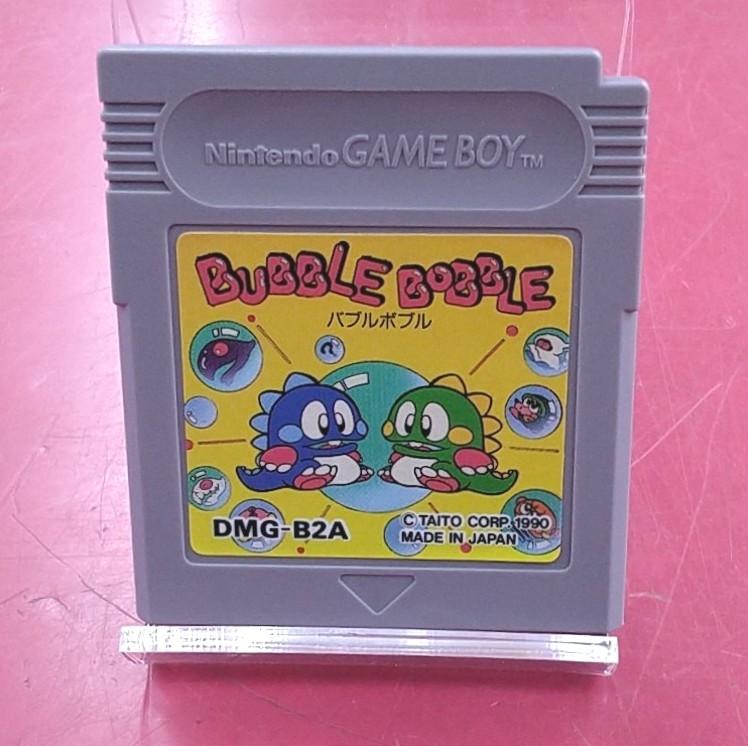 Nintendo GAME BOY™
BUBBLE BOBBLE
バブルボブル
DMG-B2A
© TAITO CORP. 1990
MADE IN JAPAN